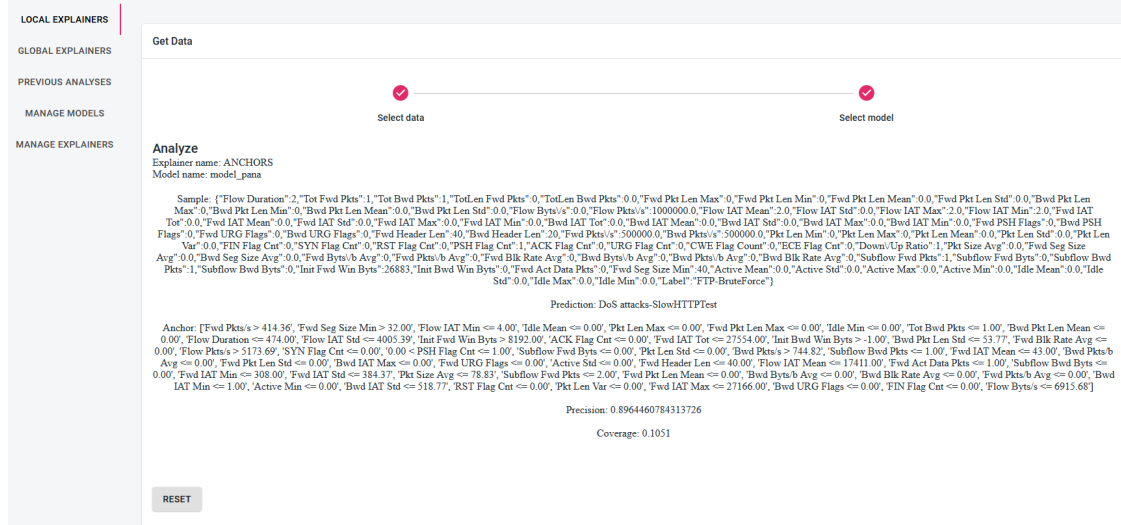 LOCAL EXPLAINERS
GLOBAL EXPLAINERS
PREVIOUS ANALYSES
MANAGE MODELS
MANAGE EXPLAINERS
Get Data
Select data
Select model
Analyze
Explainer name: ANCHORS
Model name: model_pana
Sample: {"Flow Duration":2,"Tot Fwd Pkts":1,"Tot Bwd Pkts":1,"TotLen Fwd Pkts":0,"TotLen Bwd Pkts":0.0,"Fwd Pkt Len Max":0,"Fwd Pkt Len Min":0,"Fwd Pkt Len Mean":0.0,"Fwd Pkt Len Std":0.0,"Bwd Pkt Len
Max":0,"Bwd Pkt Len Min":0,"Bwd Pkt Len Mean":0.0,"Bwd Pkt Len Std":0.0,"Flow Byts\/s":0.0,"Flow Pkts\/s":1000000.0,"Flow IAT Mean":2.0,"Flow IAT Std":0.0,"Flow IAT Max":2.0,"Flow IAT Min":2.0,"Fwd IAT
Tot":0.0,"Fwd IAT Mean":0.0,"Fwd IAT Std":0.0,"Fwd IAT Max":0.0,"Fwd IAT Min":0.0,"Bwd IAT Tot":0.0,"Bwd IAT Mean":0.0,"Bwd IAT Std":0.0,"Bwd IAT Max":0.0,"Bwd IAT Min":0.0,"Fwd PSH Flags":0,"Bwd PSH
Flags":0,"Fwd URG Flags":0,"Bwd URG Flags":0,"Fwd Header Len":40,"Bwd Header Len":20,"Fwd Pkts\/s":500000.0,"Bwd Pkts\/s":500000.0,"Pkt Len Min":0,"Pkt Len Max":0,"Pkt Len Mean":0.0,"Pkt Len Std":0.0,"Pkt Len
Var":0.0,"FIN Flag Cnt":0,"SYN Flag Cnt":0,"RST Flag Cnt":0,"PSH Flag Cnt":1,"ACK Flag Cnt":0,"URG Flag Cnt":0,"CWE Flag Count":0,"ECE Flag Cnt":0,"Down\/Up Ratio":1,"Pkt Size Avg":0.0,"Fwd Seg Size
Avg":0.0,"Bwd Seg Size Avg":0.0,"Fwd Byts\/b Avg":0,"Fwd Pkts\/b Avg":0,"Fwd Blk Rate Avg":0,"Bwd Byts\/b Avg":0,"Bwd Pkts\/b Avg":0,"Bwd Blk Rate Avg":0,"Subflow Fwd Pkts":1,"Subflow Fwd Byts":0,"Subflow Bwd
Pkts":1,"Subflow Bwd Byts":0,"Init Fwd Win Byts":26883,"Init Bwd Win Byts":0,"Fwd Act Data Pkts":0,"Fwd Seg Size Min":40,"Active Mean":0.0,"Active Std":0.0,"Active Max":0.0,"Active Min":0.0,"Idle Mean":0.0,"Idle
Std":0.0,"Idle Max":0.0,"Idle Min":0.0,"Label":"FTP-BruteForce"}
Prediction: DoS attacks-SlowHTTPTest
Anchor: ['Fwd Pkts/s > 414.36', 'Fwd Seg Size Min > 32.00', 'Flow IAT Min <= 4.00', 'Idle Mean <= 0.00', 'Pkt Len Max <= 0.00', 'Fwd Pkt Len Max <= 0.00', 'Idle Min <= 0.00', 'Tot Bwd Pkts <= 1.00', 'Bwd Pkt Len Mean <=
0.00', 'Flow Duration <= 474.00', 'Flow IAT Std <= 4005.39', 'Init Fwd Win Byts > 8192.00', 'ACK Flag Cnt <= 0.00', 'Fwd IAT Tot <= 27554.00', 'Init Bwd Win Byts > -1.00', 'Bwd Pkt Len Std <= 53.77', 'Fwd Blk Rate Avg <=
0.00', 'Flow Pkts/s > 5173.69', 'SYN Flag Cnt <= 0.00', '0.00 < PSH Flag Cnt <= 1.00', 'Subflow Fwd Byts <= 0.00', 'Pkt Len Std <= 0.00', 'Bwd Pkts/s > 744.82', 'Subflow Bwd Pkts <= 1.00', 'Fwd IAT Mean <= 43.00', 'Bwd Pkts/b
Avg <= 0.00', 'Fwd Pkt Len Std <= 0.00', 'Bwd IAT Max <= 0.00', 'Fwd URG Flags <= 0.00', 'Active Std <= 0.00', 'Fwd Header Len <= 40.00', 'Flow IAT Mean <= 17411.00', 'Fwd Act Data Pkts <= 1.00', 'Subflow Bwd Byts <=
0.00', 'Fwd IAT Min <= 308.00', 'Fwd IAT Std <= 384.37', 'Pkt Size Avg <= 78.83', 'Subflow Fwd Pkts <= 2.00', 'Fwd Pkt Len Mean <= 0.00', 'Bwd Byts/b Avg <= 0.00', 'Bwd Blk Rate Avg <= 0.00', 'Fwd Pkts/b Avg <= 0.00', 'Bwd
IAT Min <= 1.00', 'Active Min <= 0.00', 'Bwd IAT Std <= 518.77', 'RST Flag Cnt <= 0.00', 'Pkt Len Var <= 0.00', 'Fwd IAT Max <= 27166.00', 'Bwd URG Flags <= 0.00', 'FIN Flag Cnt <= 0.00', 'Flow Byts/s <= 6915.68']
Precision: 0.8964460784313726
Coverage: 0.1051
RESET